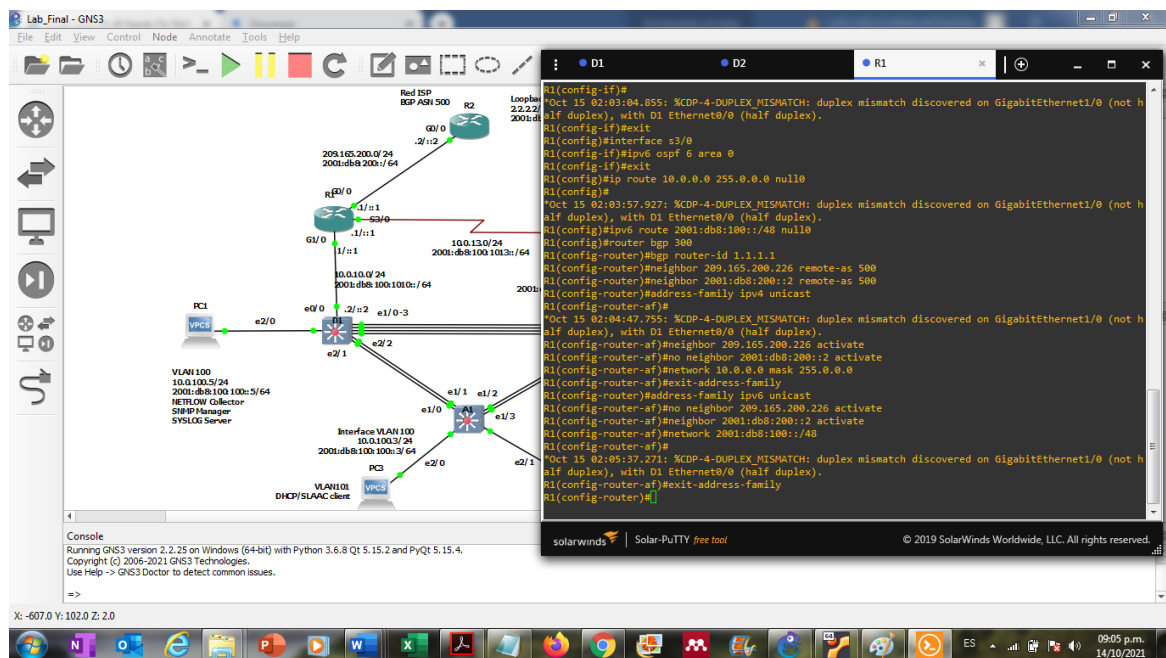 Lab_Final - GNS3
File Edit View Control Node Annotate Tools Help
Red ISP
BGP ASN 500
R2
Loopba
2.2.2.2/
2001:db8
G0/0
.2/::2
209.165.200.0/24
2001:db8:200::/64
R1
G0/0
.1/::1
S3/0
.1/::1
G1/0
.1/::1
10.0.13.0/24
2001:db8:100:1013::/64
10.0.10.0/24
2001:db8:100:1010::/64
2001:
PC1
VPCS
e2/0
e0/0
.2/::2
e1/0-3
D1
e2/2
e2/1
VLAN 100
10.0.100.5/24
2001:db8:100:100::5/64
NETFLOW Collector
SNMP Manager
SYSLOG Server
e1/1
e1/2
e1/0
A1
e1/3
Interface VLAN 100
10.0.100.3/24
2001:db8:100:100::3/64
e2/0
e2/1
PC3
VPCS
VLAN101
DHCP/SLAAC client
D1
D2
R1
R1(config-if)#
*Oct 15 02:03:04.855: %CDP-4-DUPLEX_MISMATCH: duplex mismatch discovered on GigabitEthernet1/0 (not h
alf duplex), with D1 Ethernet0/0 (half duplex).
R1(config-if)#exit
R1(config)#interface s3/0
R1(config-if)#ipv6 ospf 6 area 0
R1(config-if)#exit
R1(config)#ip route 10.0.0.0 255.0.0.0 null0
R1(config)#
*Oct 15 02:03:57.927: %CDP-4-DUPLEX_MISMATCH: duplex mismatch discovered on GigabitEthernet1/0 (not h
alf duplex), with D1 Ethernet0/0 (half duplex).
R1(config)#ipv6 route 2001:db8:100::/48 null0
R1(config)#router bgp 300
R1(config-router)#bgp router-id 1.1.1.1
R1(config-router)#neighbor 209.165.200.226 remote-as 500
R1(config-router)#neighbor 2001:db8:200::2 remote-as 500
R1(config-router)#address-family ipv4 unicast
R1(config-router-af)#
*Oct 15 02:04:47.755: %CDP-4-DUPLEX_MISMATCH: duplex mismatch discovered on GigabitEthernet1/0 (not h
alf duplex), with D1 Ethernet0/0 (half duplex).
R1(config-router-af)#neighbor 209.165.200.226 activate
R1(config-router-af)#no neighbor 2001:db8:200::2 activate
R1(config-router-af)#network 10.0.0.0 mask 255.0.0.0
R1(config-router-af)#exit-address-family
R1(config-router)#address-family ipv6 unicast
R1(config-router-af)#no neighbor 209.165.200.226 activate
R1(config-router-af)#neighbor 2001:db8:200::2 activate
R1(config-router-af)#network 2001:db8:100::/48
R1(config-router-af)#
*Oct 15 02:05:37.271: %CDP-4-DUPLEX_MISMATCH: duplex mismatch discovered on GigabitEthernet1/0 (not h
alf duplex), with D1 Ethernet0/0 (half duplex).
R1(config-router-af)#exit-address-family
R1(config-router)#
solarwinds Solar-PuTTY free tool © 2019 SolarWinds Worldwide, LLC. All rights reserved.
Console
Running GNS3 version 2.2.25 on Windows (64-bit) with Python 3.6.8 Qt 5.15.2 and PyQt 5.15.4.
Copyright (c) 2006-2021 GNS3 Technologies.
Use Help -> GNS3 Doctor to detect common issues.
=>
X: -607.0 Y: 102.0 Z: 2.0
ES
09:05 p.m.
14/10/2021